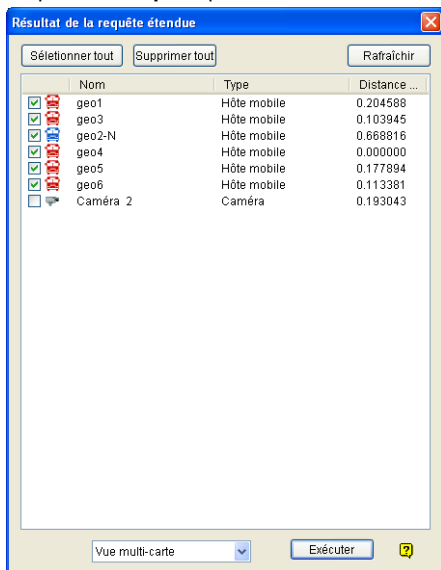 Résultat de la requête étendue
Séletionner tout Supprimer tout Rafraîchir
Nom Type Distance ...
geo1 Hôte mobile 0.204588
geo3 Hôte mobile 0.103945
geo2-N Hôte mobile 0.668816
geo4 Hôte mobile 0.000000
geo5 Hôte mobile 0.177894
geo6 Hôte mobile 0.113381
Caméra 2 Caméra 0.193043
Vue multi-carte Exécuter ?